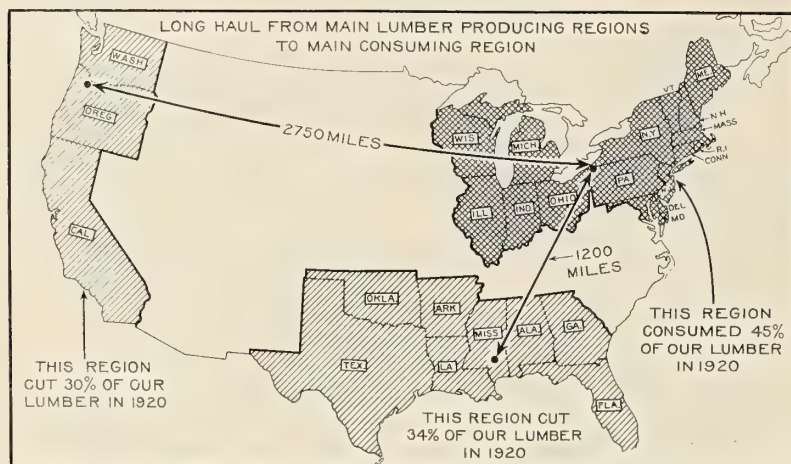 LONG HAUL FROM MAIN LUMBER PRODUCING REGIONS
TO MAIN CONSUMING REGION
WASH
OREG
CAL
2750 MILES
WIS
MICH
ILL
IND
OHIO
PA
N.Y
VT
ME
N H
MASS
R.I
CONN
DEL
MD
1200
MILES
OKLA
ARK
TEX
LA
MISS
ALA
GA
FLA
THIS REGION
CUT 30% OF OUR
LUMBER IN 1920
THIS REGION CUT
34% OF OUR LUMBER
IN 1920
THIS REGION
CONSUMED 45%
OF OUR LUMBER
IN 1920